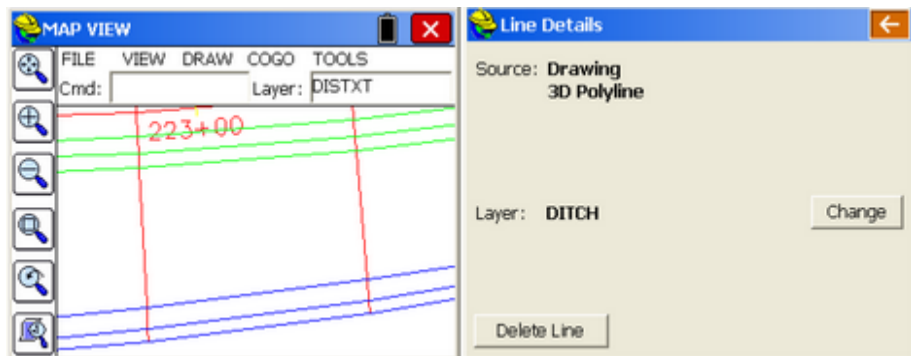 MAP VIEW
FILE VIEW DRAW COGO TOOLS
Cmd: Layer: DISTXT
223+00
Line Details
Source: Drawing
3D Polyline
Layer: DITCH
Change
Delete Line